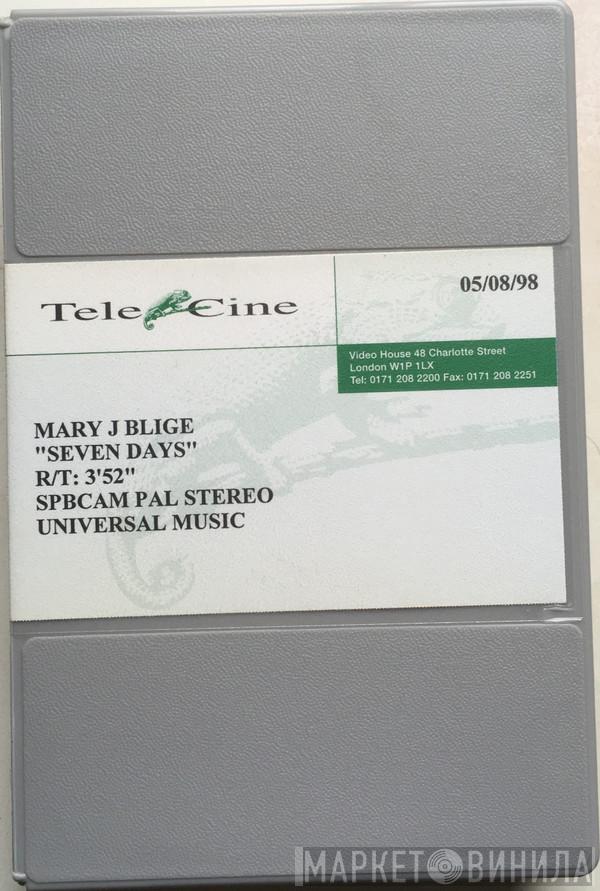 Tele Cine
05/08/98
Video House 48 Charlotte Street
London W1P 1LX
Tel: 0171 208 2200 Fax: 0171 208 2251
MARY J BLIGE
"SEVEN DAYS"
R/T: 3'52"
SPBCAM PAL STEREO
UNIVERSAL MUSIC
МАРКЕТ ВИНИЛА